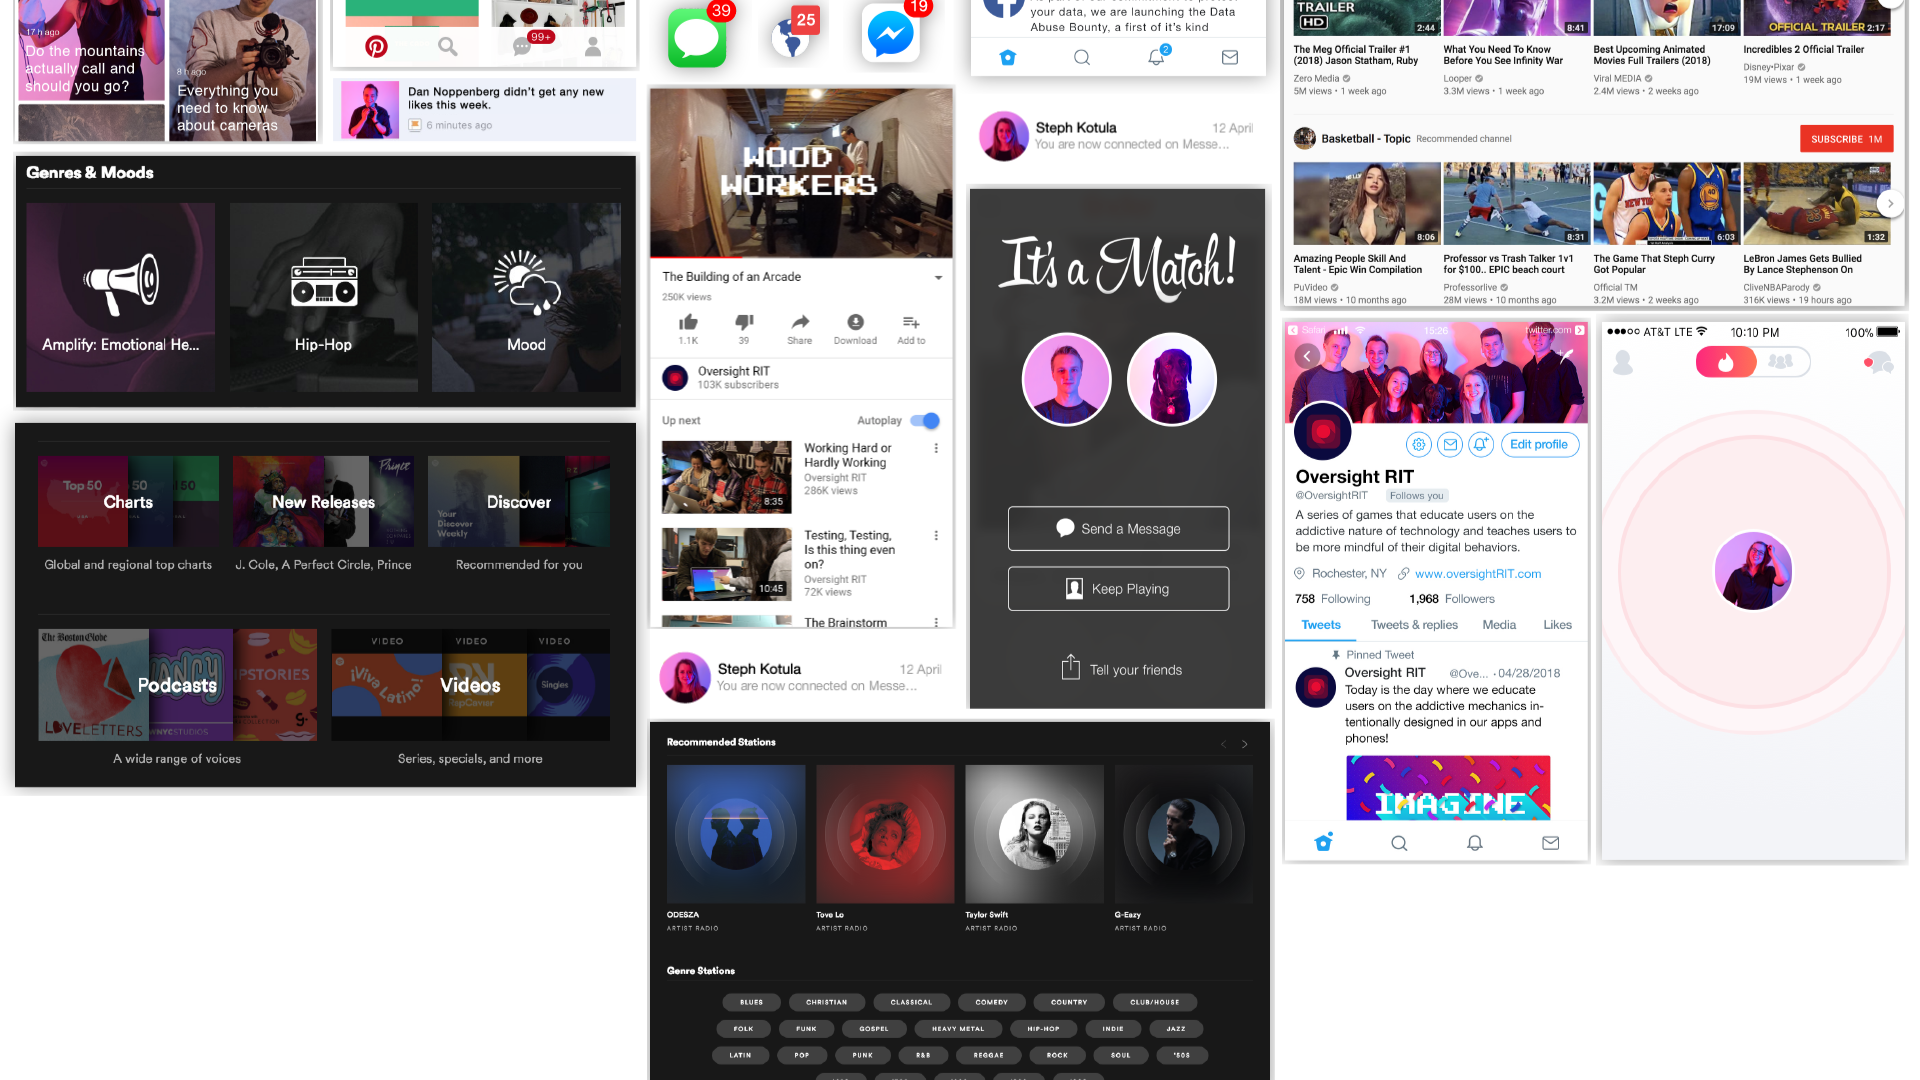 17 h ago
Do the mountains
actually call and
should you go?
8 h ago
Everything you
need to know
about cameras
99+
Dan Noppenberg didn't get any new
likes this week.
6 minutes ago
Genres & Moods
Amplify: Emotional He...
Hip-Hop
Mood
Top 50
50
Charts
Prince
New Releases
Your
Discover
Weekly
Discover
Global and regional top charts
J. Cole, A Perfect Circle, Prince
Recommended for you
The Boston Globe
LOVE LETTERS
WNYC STUDIOS
Podcasts
VIDEO
VIDEO
VIDEO
¡Viva Latino!
Videos
Singles
A wide range of voices
Series, specials, and more
39
25
19
WOOD
WORKERS
The Building of an Arcade
250K views
1.1K
39
Share
Download
Add to
Oversight RIT
103K subscribers
Up next
Autoplay
8:35
Working Hard or
Hardly Working
Oversight RIT
286K views
10:45
Testing, Testing,
Is this thing even
on?
Oversight RIT
72K views
The Brainstorm
Steph Kotula
12 April
You are now connected on Messe...
your data, we are launching the Data
Abuse Bounty, a first of it's kind
2
Steph Kotula
12 April
You are now connected on Messe...
It's a Match!
Send a Message
Keep Playing
Tell your friends
Recommended Stations
ODESZA
ARTIST RADIO
Tove Lo
ARTIST RADIO
Taylor Swift
ARTIST RADIO
G-Eazy
ARTIST RADIO
Genre Stations
BLUES
CHRISTIAN
CLASSICAL
COMEDY
COUNTRY
CLUB/HOUSE
FOLK
FUNK
GOSPEL
HEAVY METAL
HIP-HOP
INDIE
JAZZ
LATIN
POP
PUNK
R&B
REGGAE
ROCK
SOUL
'50S
TRAILER
HD
2:44
The Meg Official Trailer #1
(2018) Jason Statham, Ruby
Zero Media
5M views • 1 week ago
8:41
What You Need To Know
Before You See Infinity War
Looper
3.3M views • 1 week ago
17:09
Best Upcoming Animated
Movies Full Trailers (2018)
Viral MEDIA
2.4M views • 2 weeks ago
OFFICIAL TRAILER
2:17
Incredibles 2 Official Trailer
Disney•Pixar
19M views • 1 week ago
Basketball - Topic
Recommended channel
SUBSCRIBE 1M
8:06
Amazing People Skill And
Talent - Epic Win Compilation
PuVideo
18M views • 10 months ago
8:31
Professor vs Trash Talker 1v1
for $100.. EPIC beach court
Professorlive
28M views • 10 months ago
NEW YORK
40
6:03
The Game That Steph Curry
Got Popular
Official TM
3.2M views • 2 weeks ago
1:32
LeBron James Gets Bullied
By Lance Stephenson On
CliveNBAParody
316K views • 19 hours ago
Safari
15:26
twitter.com
Edit profile
Oversight RIT
@OversightRIT
Follows you
A series of games that educate users on the
addictive nature of technology and teaches users to
be more mindful of their digital behaviors.
Rochester, NY
www.oversightRIT.com
758 Following
1,968 Followers
Tweets
Tweets & replies
Media
Likes
Pinned Tweet
Oversight RIT
@Ove...
· 04/28/2018
Today is the day where we educate
users on the addictive mechanics in-
tentionally designed in our apps and
phones!
IMAGINE
AT&T LTE
10:10 PM
100%